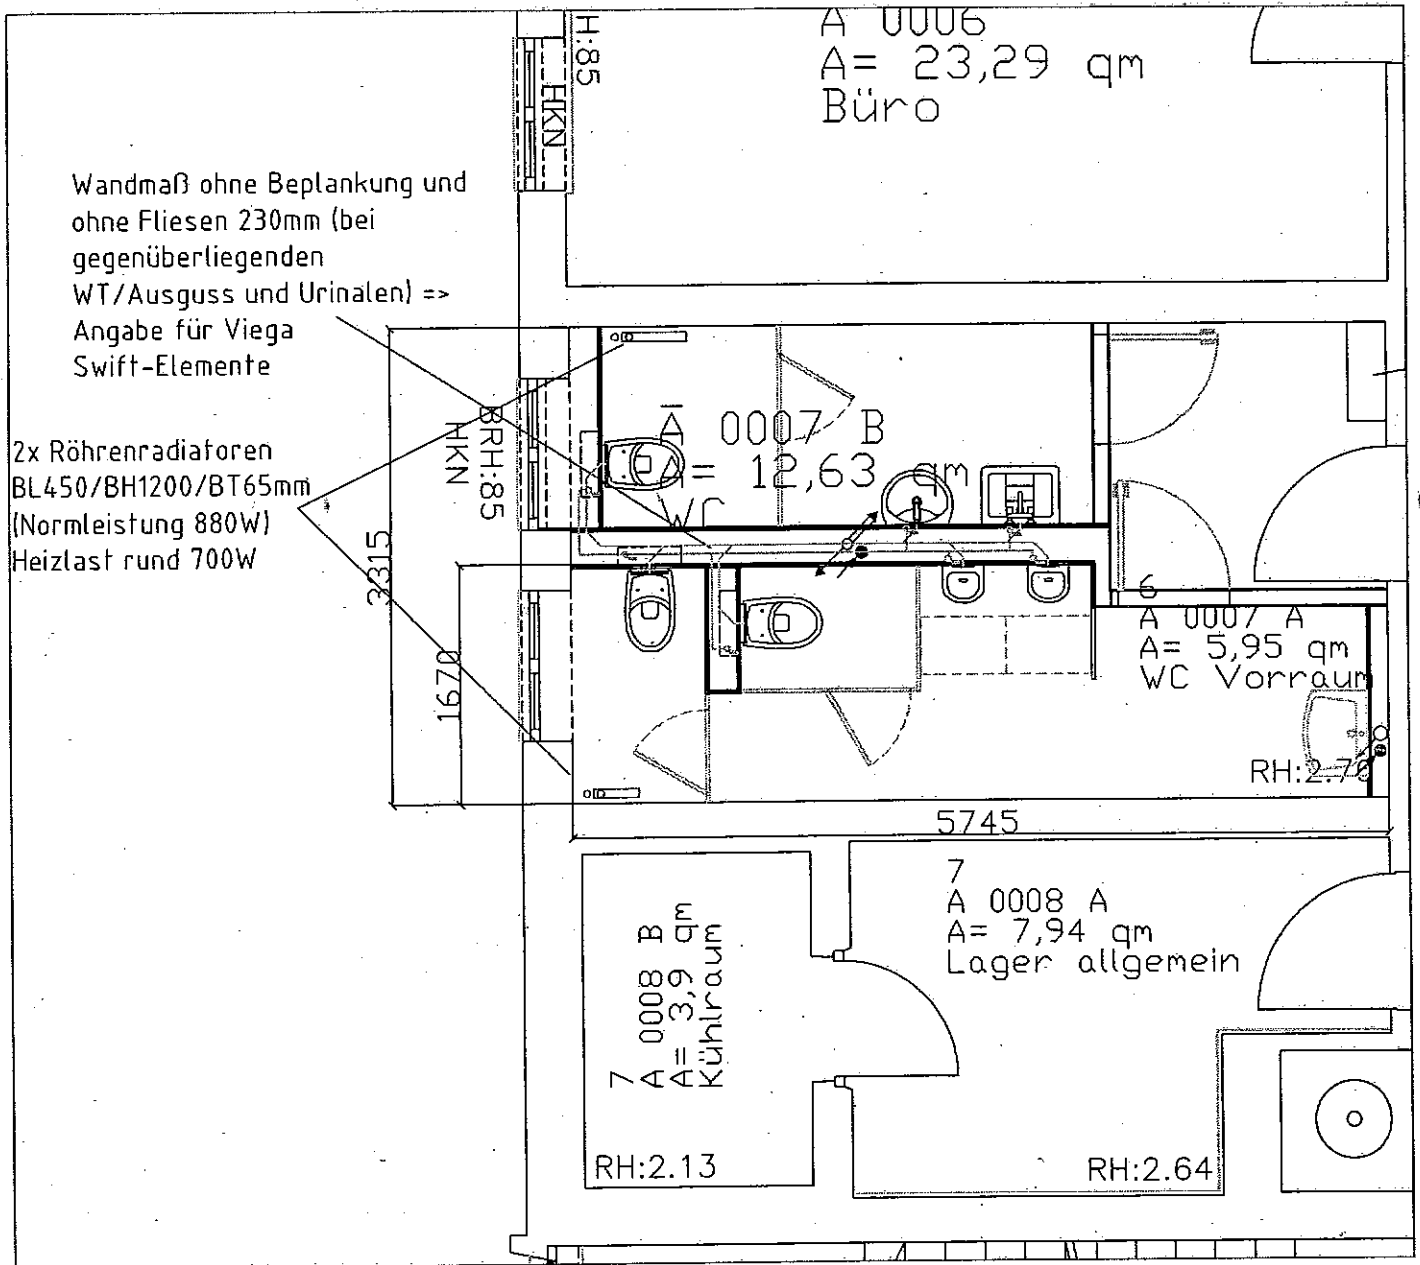 A 0006
A= 23,29 qm
Büro
H:85
HKN
Wandmaß ohne Beplankung und
ohne Fliesen 230mm (bei
gegenüberliegenden
WT/Ausguss und Urinalen) =>
Angabe für Viega
Swift-Elemente
2x Röhrenradiatoren
BL450/BH1200/BT65mm
(Normleistung 880W)
Heizlast rund 700W
BRH:85
HKN
A 0007 B
A= 12,63 qm
WC
3315
1670
6
A 0007 A
A= 5,95 qm
WC Vorraum
RH:2.76
5745
7
A 0008 B
A= 3,9 qm
Kühlraum
RH:2.13
7
A 0008 A
A= 7,94 qm
Lager allgemein
RH:2.64